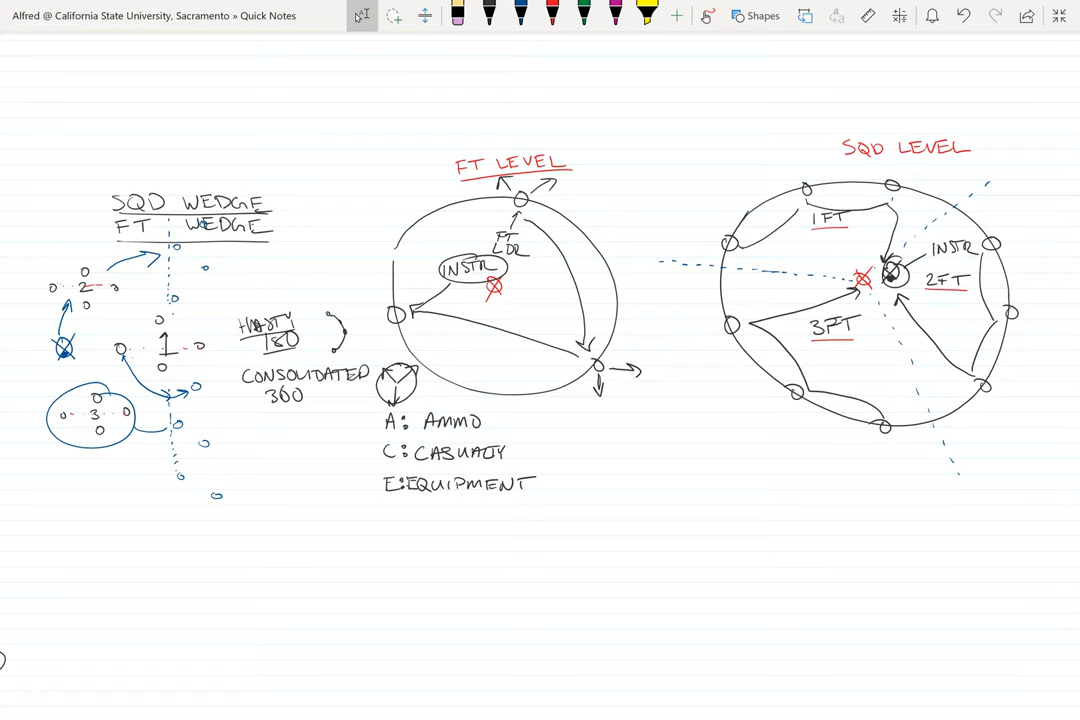 Alfred @ California State University, Sacramento » Quick Notes
Shapes
SQD WEDGE
FT WEDGE
2
1
3
HASTY
180
CONSOLIDATED
360
FT LEVEL
FT
LDR
INSTR
A: AMMO
C: CASUALTY
E: EQUIPMENT
SQD LEVEL
1FT
INSTR
2FT
3FT